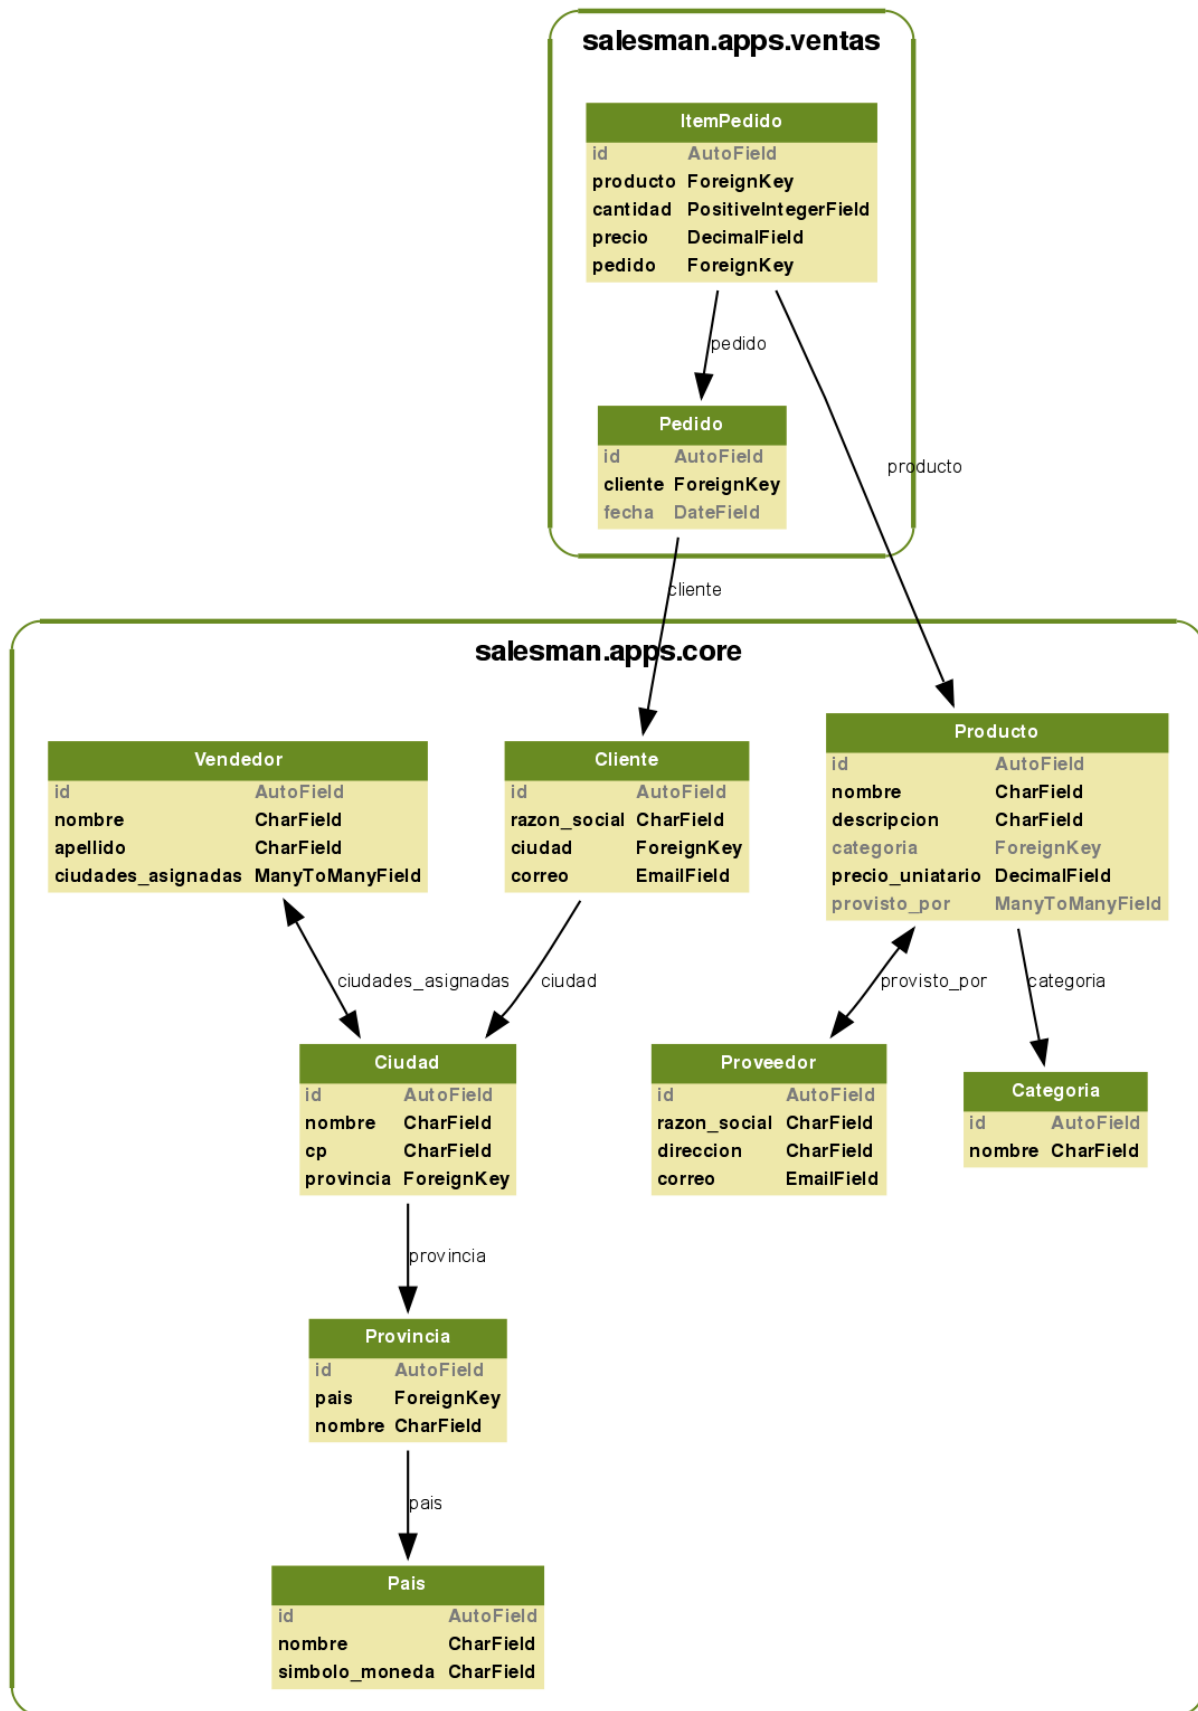 salesman.apps.ventas
ItemPedido
id AutoField
producto ForeignKey
cantidad PositiveIntegerField
precio DecimalField
pedido ForeignKey
pedido
Pedido
id AutoField
cliente ForeignKey
fecha DateField
producto
cliente
salesman.apps.core
Vendedor
id AutoField
nombre CharField
apellido CharField
ciudades_asignadas ManyToManyField
Cliente
id AutoField
razon_social CharField
ciudad ForeignKey
correo EmailField
Producto
id AutoField
nombre CharField
descripcion CharField
categoria ForeignKey
precio_uniatario DecimalField
provisto_por ManyToManyField
ciudades_asignadas
ciudad
provisto_por
categoria
Ciudad
id AutoField
nombre CharField
cp CharField
provincia ForeignKey
Proveedor
id AutoField
razon_social CharField
direccion CharField
correo EmailField
Categoria
id AutoField
nombre CharField
provincia
Provincia
id AutoField
pais ForeignKey
nombre CharField
pais
Pais
id AutoField
nombre CharField
simbolo_moneda CharField